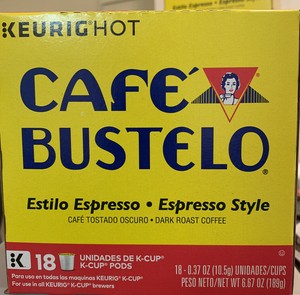 KEURIG® HOT
CAFÉ
BUSTELO®
Estilo Espresso • Espresso Style
CAFÉ TOSTADO OSCURO • DARK ROAST COFFEE
K 18 UNIDADES DE K-CUP®
K-CUP® PODS
Para uso en todas las maquinas KEURIG® K-CUP®
For use in all KEURIG® K-CUP® brewers
18 - 0.37 OZ (10.5g) UNIDADES/CUPS
PESO NETO/NET WT 6.67 OZ (189g)